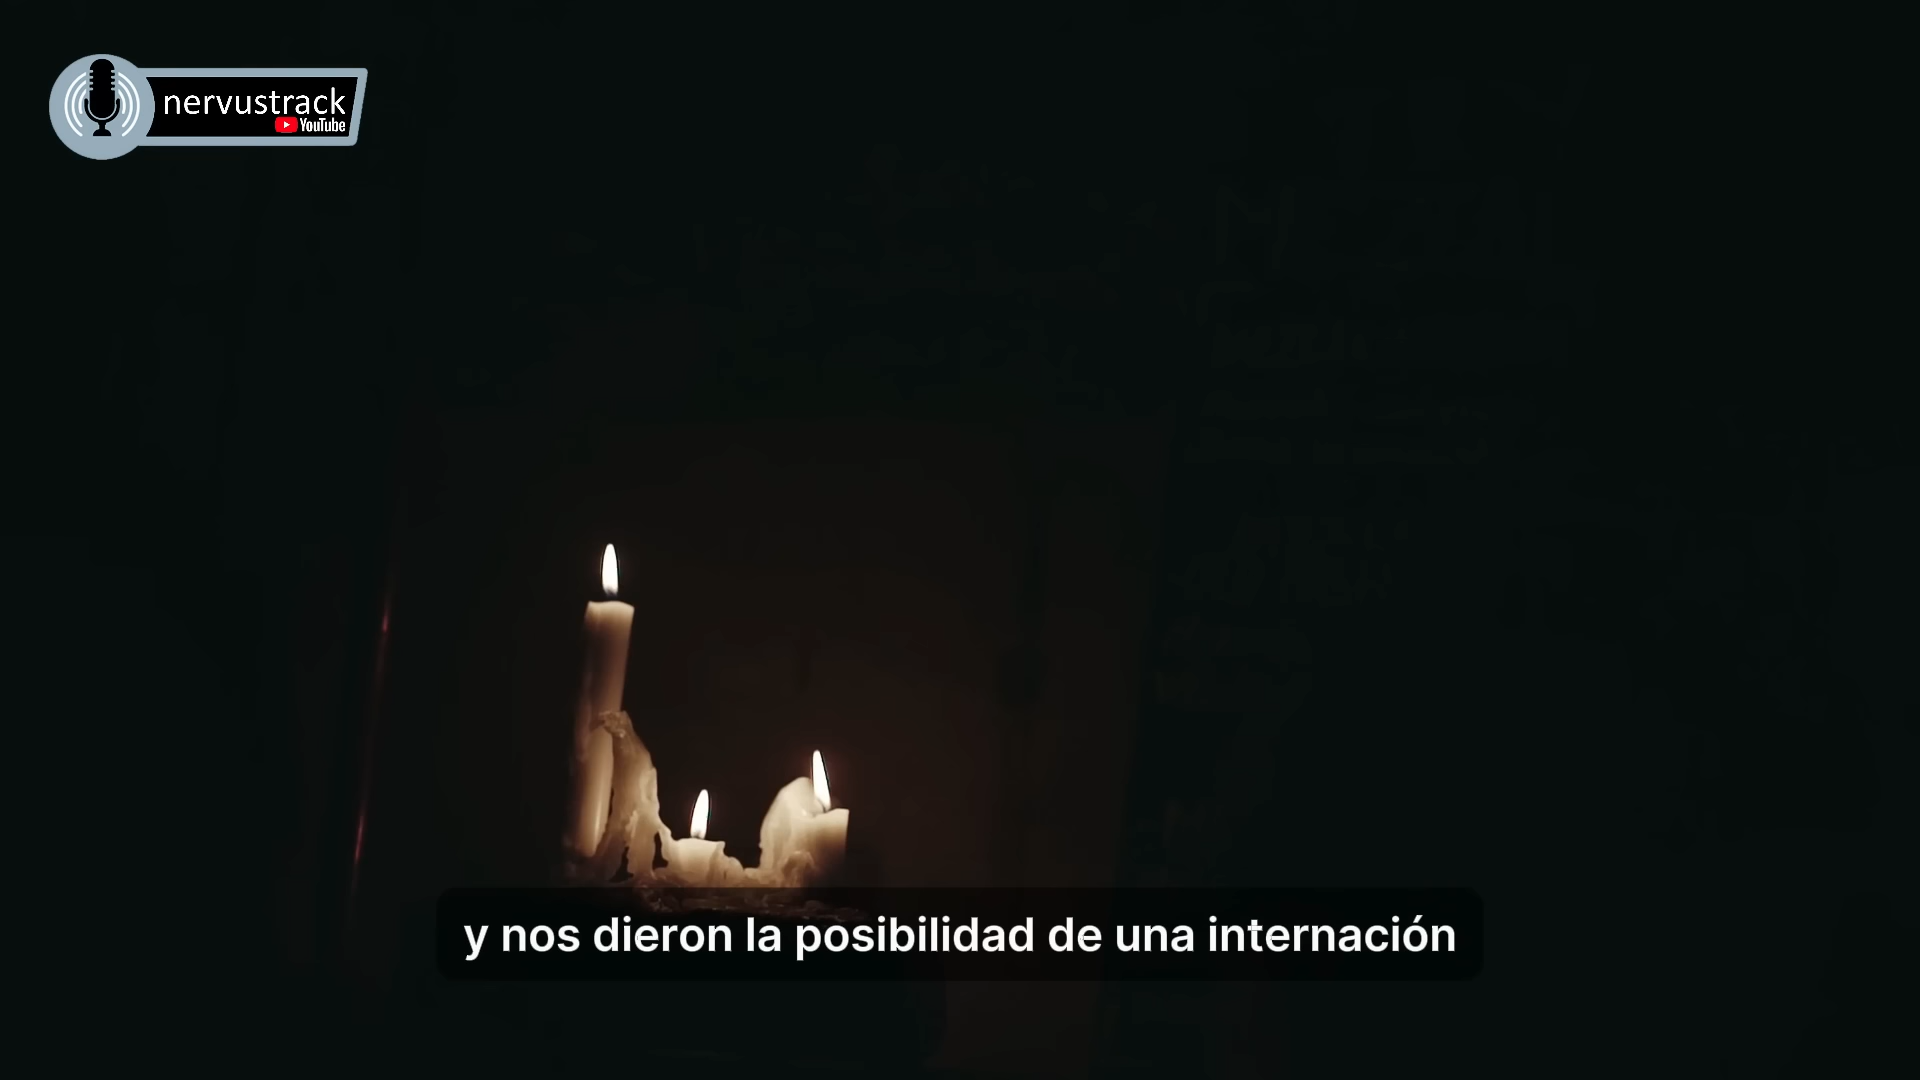 nervustrack
YouTube
y nos dieron la posibilidad de una internación